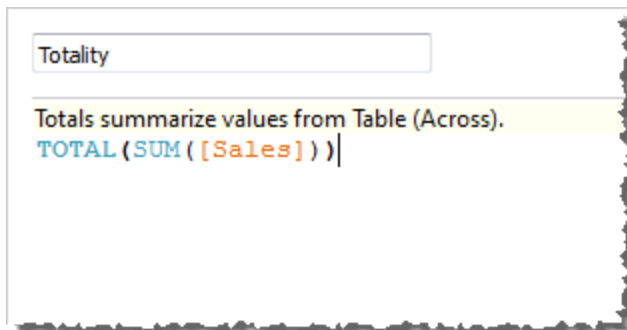 Totality
Totals summarize values from Table (Across).
TOTAL(SUM([Sales]))